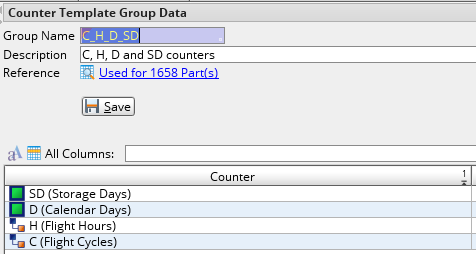 Counter Template Group Data
Group Name C_H_D_SD
Description C, H, D and SD counters
Reference Used for 1658 Part(s)
Save
All Columns:
Counter 1
SD (Storage Days)
D (Calendar Days)
H (Flight Hours)
C (Flight Cycles)